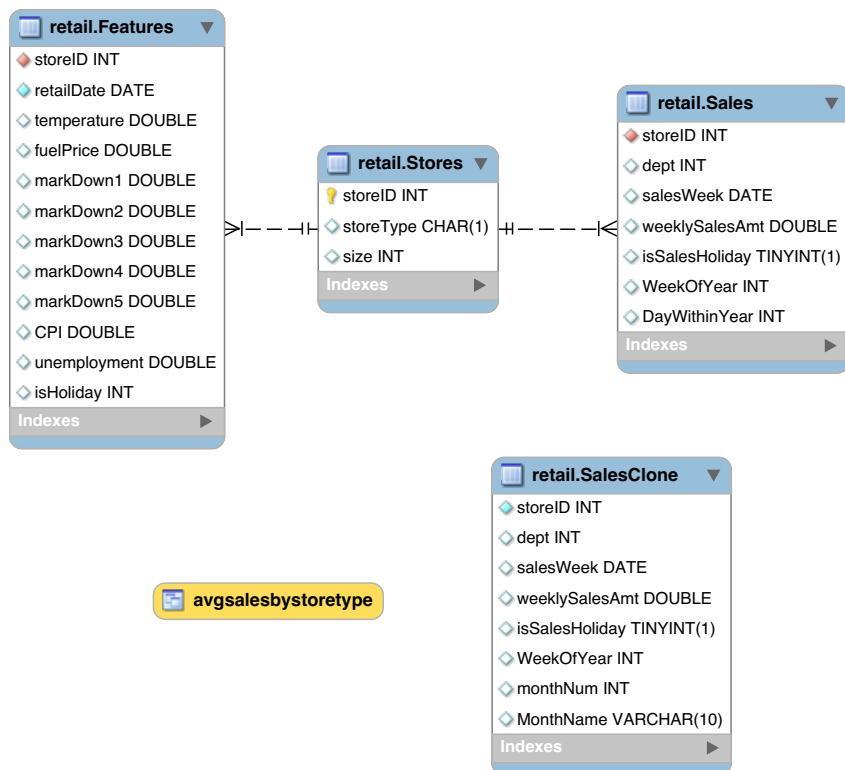 retail.Features
storeID INT
retailDate DATE
temperature DOUBLE
fuelPrice DOUBLE
markDown1 DOUBLE
markDown2 DOUBLE
markDown3 DOUBLE
markDown4 DOUBLE
markDown5 DOUBLE
CPI DOUBLE
unemployment DOUBLE
isHoliday INT
Indexes
retail.Stores
storeID INT
storeType CHAR(1)
size INT
Indexes
retail.Sales
storeID INT
dept INT
salesWeek DATE
weeklySalesAmt DOUBLE
isSalesHoliday TINYINT(1)
WeekOfYear INT
DayWithinYear INT
Indexes
avgsalesbystoretype
retail.SalesClone
storeID INT
dept INT
salesWeek DATE
weeklySalesAmt DOUBLE
isSalesHoliday TINYINT(1)
WeekOfYear INT
monthNum INT
MonthName VARCHAR(10)
Indexes